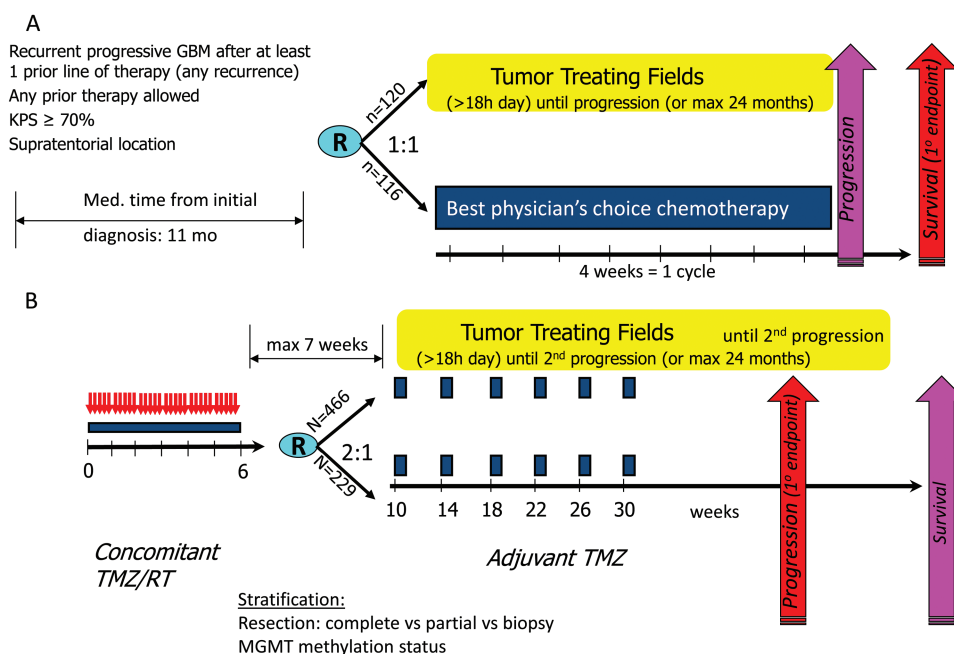 A
Recurrent progressive GBM after at least
1 prior line of therapy (any recurrence)
Any prior therapy allowed
KPS ≥ 70%
Supratentorial location
Med. time from initial
diagnosis: 11 mo
R
n=120
1:1
n=116
Tumor Treating Fields
(>18h day) until progression (or max 24 months)
Best physician's choice chemotherapy
4 weeks = 1 cycle
Progression
Survival (1° endpoint)
B
max 7 weeks
Tumor Treating Fields
until 2nd progression
(>18h day) until 2nd progression (or max 24 months)
0
6
R
N=466
2:1
N=229
10 14 18 22 26 30 weeks
Progression (1° endpoint)
Survival
Concomitant
TMZ/RT
Adjuvant TMZ
Stratification:
Resection: complete vs partial vs biopsy
MGMT methylation status